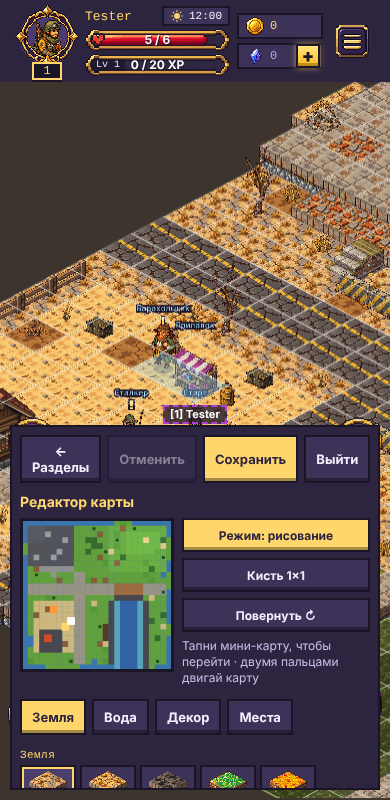 Tester
12:00
0
5 / 6
Lv 1 0 / 20 XP
0
+
1
Барахольщик
Прилавок
Сталкер
Старт
[1] Tester
← Разделы
Отменить
Сохранить
Выйти
Редактор карты
Режим: рисование
Кисть 1×1
Повернуть ↻
Тапни мини-карту, чтобы
перейти · двумя пальцами
двигай карту
Земля
Вода
Декор
Места
Земля